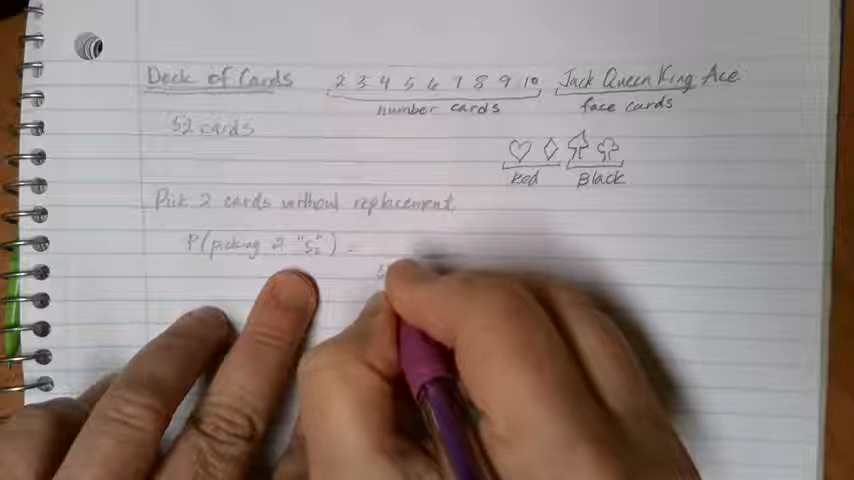 Deck of Cards 2 3 4 5 6 7 8 9 10 Jack Queen King Ace
number cards face cards
52 cards
Red Black
Pick 2 cards without replacement
P(picking 2 "5s") =